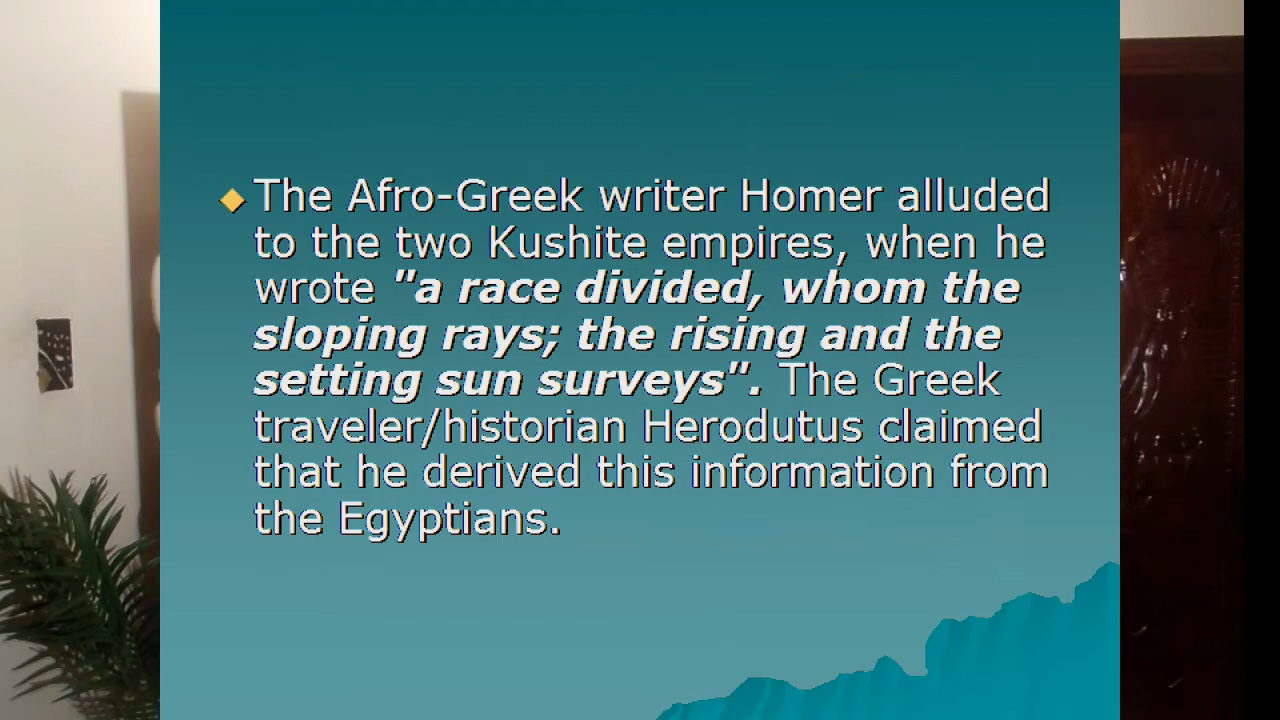 The Afro-Greek writer Homer alluded
to the two Kushite empires, when he
wrote "a race divided, whom the
sloping rays; the rising and the
setting sun surveys". The Greek
traveler/historian Herodutus claimed
that he derived this information from
the Egyptians.